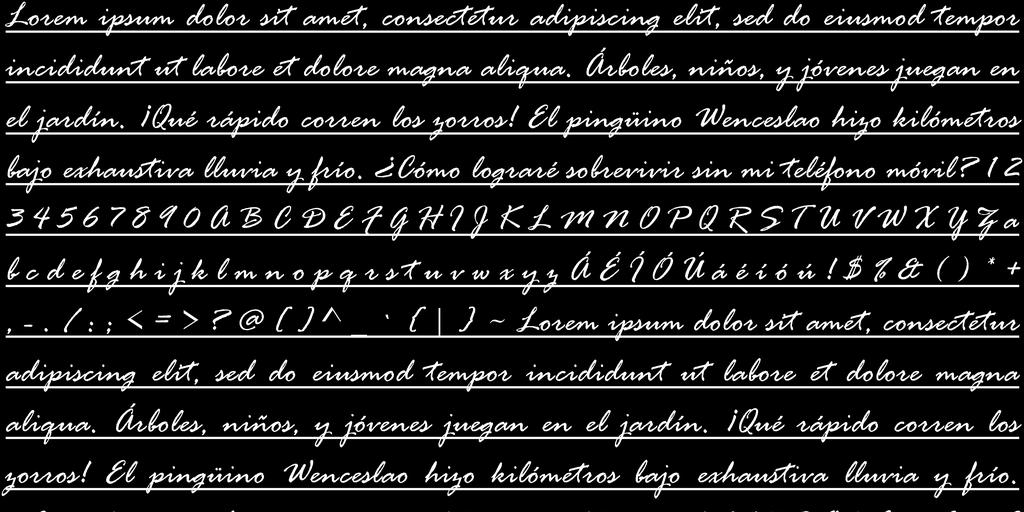 Lorem ipsum dolor sit amet, consectetur adipiscing elit, sed do eiusmod tempor
incididunt ut labore et dolore magna aliqua. Árboles, niños, y jóvenes juegan en
el jardín. ¡Qué rápido corren los zorros! El pingüino Wenceslao hizo kilómetros
bajo exhaustiva lluvia y frío. ¿Cómo lograré sobrevivir sin mi teléfono móvil? 1 2
3 4 5 6 7 8 9 0 A B C D E F G H I J K L M N O P Q R S T U V W X Y Z a
b c d e f g h i j k l m n o p q r s t u v w x y z Á É Í Ó Ú á é í ó ú ! $ % & ( ) * +
, - . / : ; < = > ? @ [ ] ^ _ ` { | } ~ Lorem ipsum dolor sit amet, consectetur
adipiscing elit, sed do eiusmod tempor incididunt ut labore et dolore magna
aliqua. Árboles, niños, y jóvenes juegan en el jardín. ¡Qué rápido corren los
zorros! El pingüino Wenceslao hizo kilómetros bajo exhaustiva lluvia y frío.